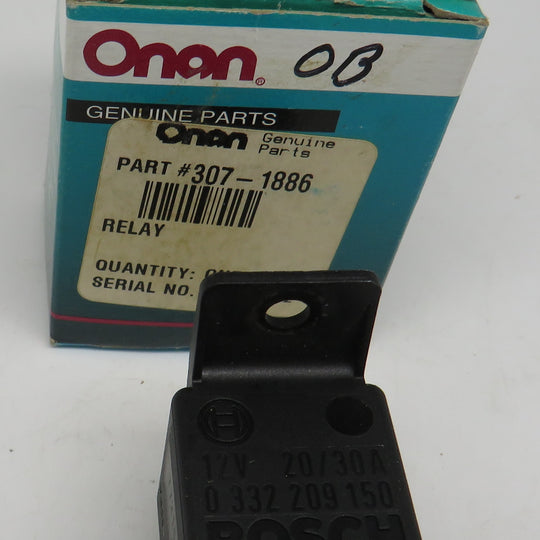 Onan®
OB
GENUINE PARTS
Onan Genuine
Parts
PART #307-1886
RELAY
QUANTITY:
SERIAL NO.
12V 20/30A
0 332 209 150
BOSCH